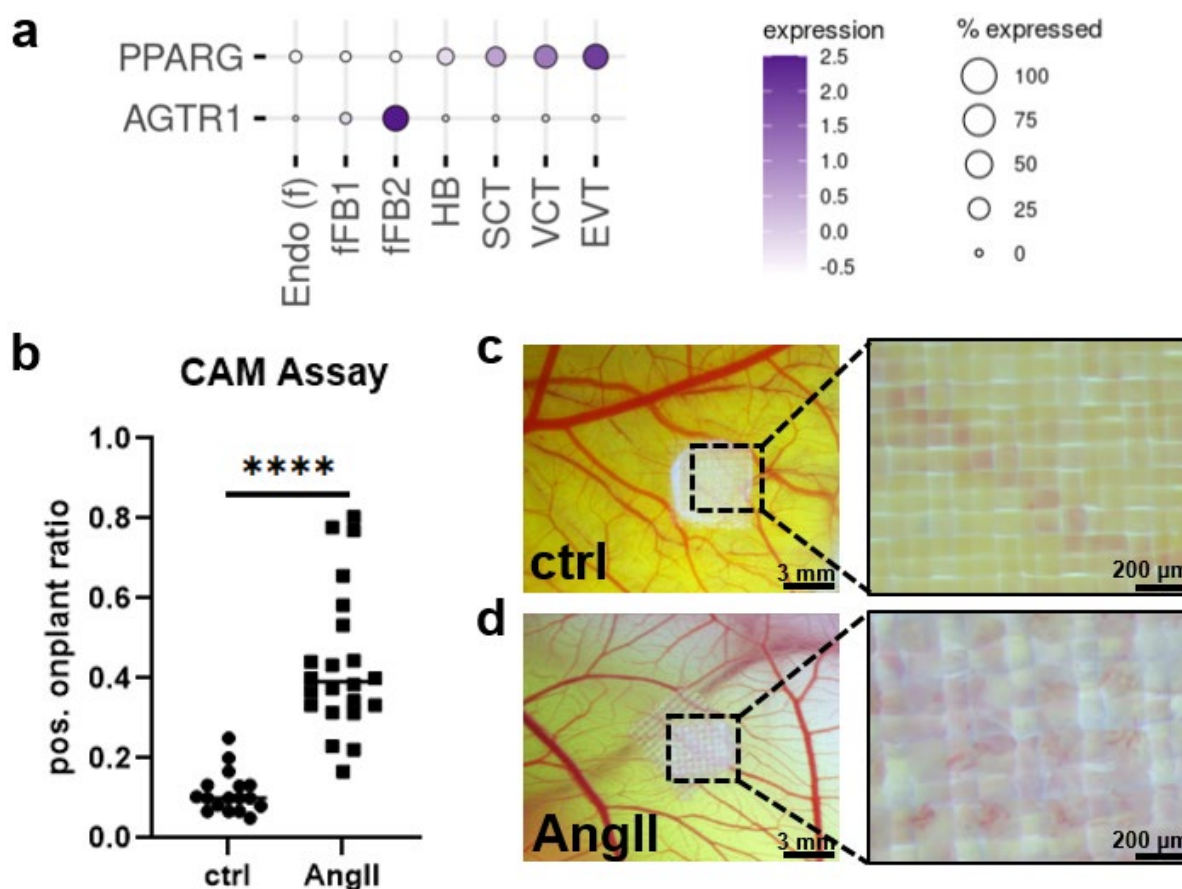 a
PPARG
AGTR1
Endo (f)
fFB1
fFB2
HB
SCT
VCT
EVT
expression
2.5
2.0
1.5
1.0
0.5
0.0
-0.5
% expressed
100
75
50
25
0
b
CAM Assay
pos. onplant ratio
1.0
0.8
0.6
0.4
0.2
0.0
****
ctrl
AngII
c
ctrl
3 mm
200 µm
d
AngII
3 mm
200 µm